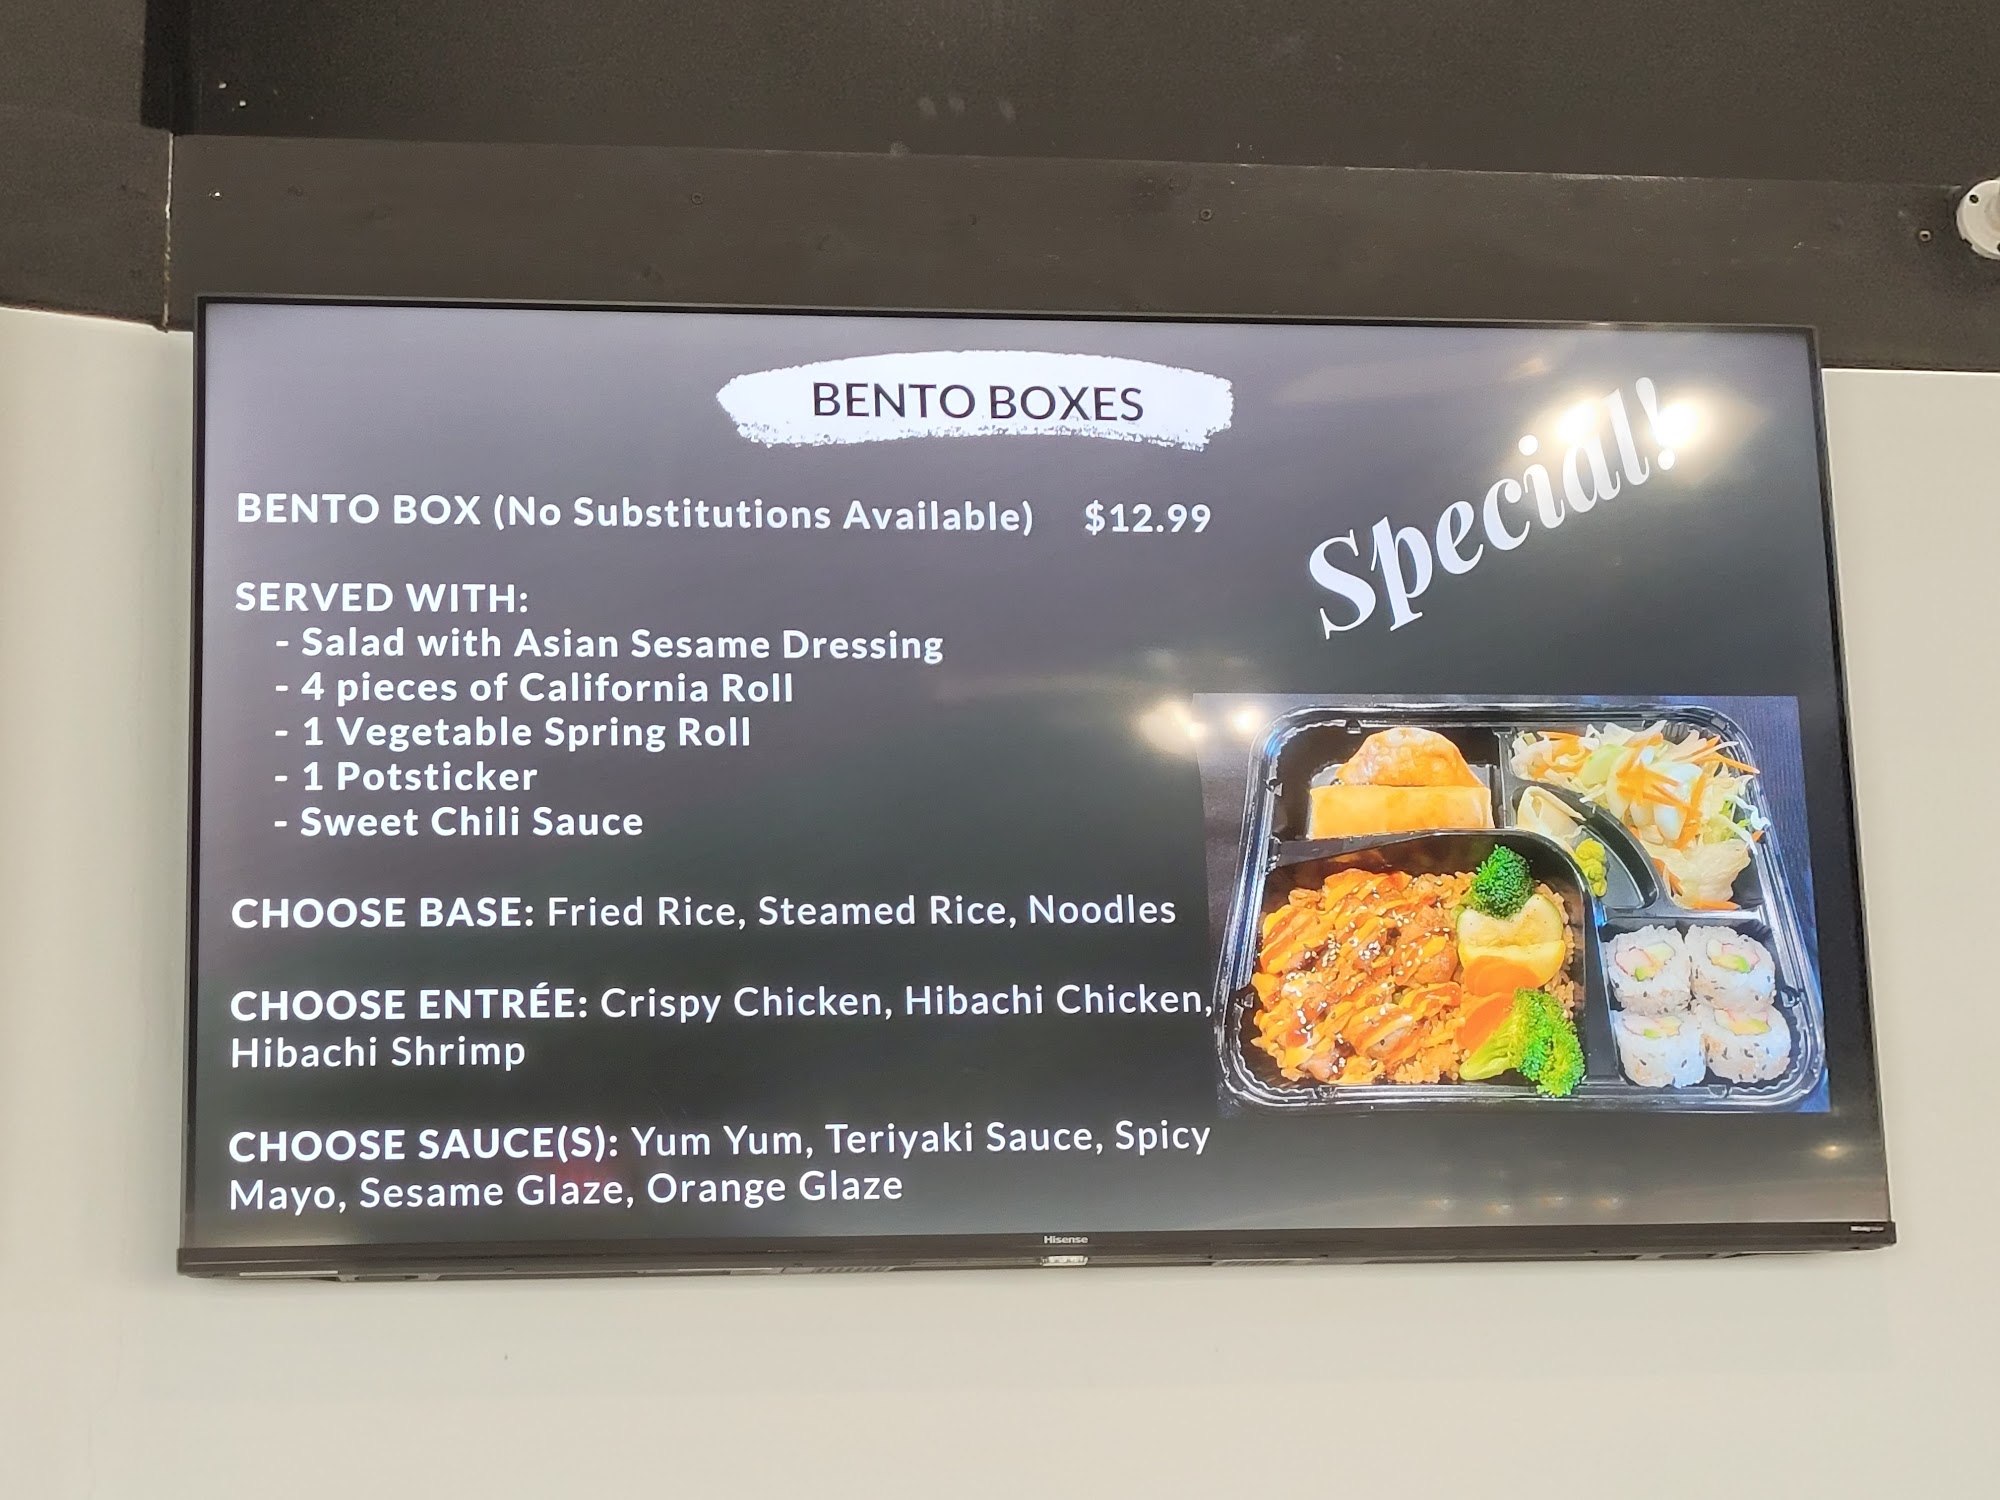 BENTO BOXES
Special!
BENTO BOX (No Substitutions Available) $12.99
SERVED WITH:
- Salad with Asian Sesame Dressing
- 4 pieces of California Roll
- 1 Vegetable Spring Roll
- 1 Potsticker
- Sweet Chili Sauce
CHOOSE BASE: Fried Rice, Steamed Rice, Noodles
CHOOSE ENTRÉE: Crispy Chicken, Hibachi Chicken,
Hibachi Shrimp
CHOOSE SAUCE(S): Yum Yum, Teriyaki Sauce, Spicy
Mayo, Sesame Glaze, Orange Glaze
Hisense